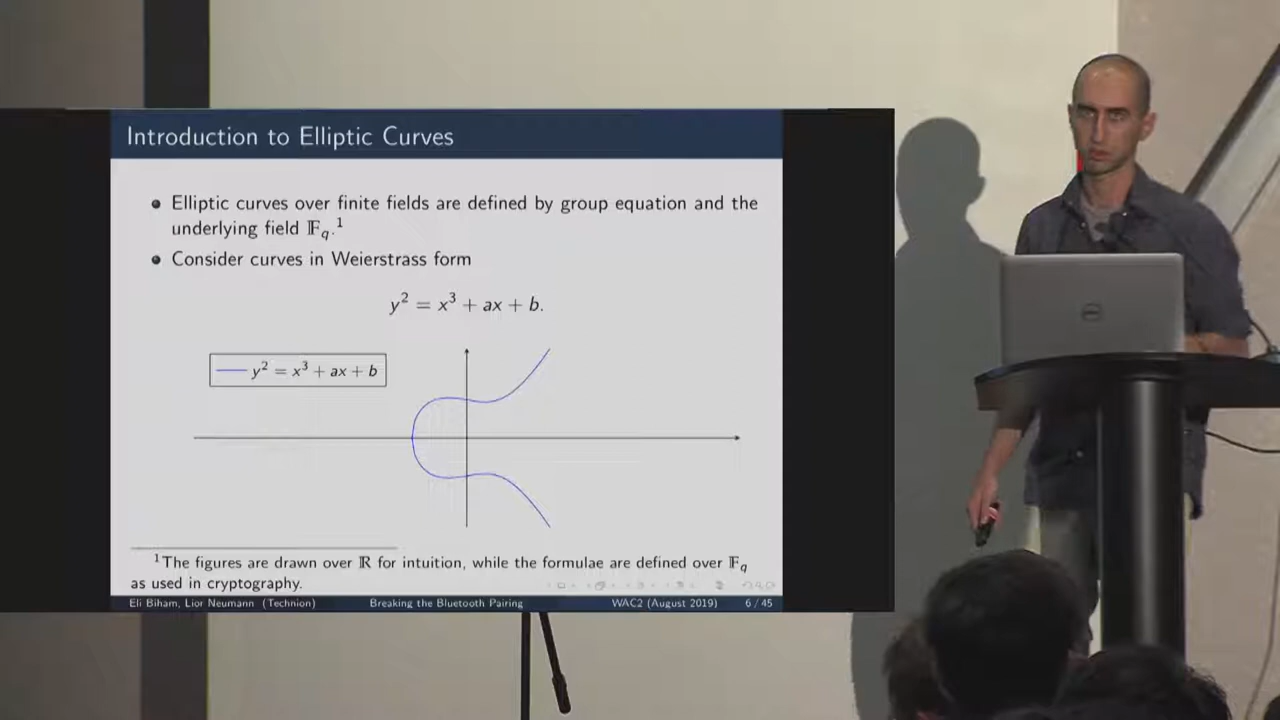 Introduction to Elliptic Curves
• Elliptic curves over finite fields are defined by group equation and the
underlying field 𝔽q.¹
• Consider curves in Weierstrass form
y² = x³ + ax + b.
y² = x³ + ax + b
¹The figures are drawn over ℝ for intuition, while the formulae are defined over 𝔽q
as used in cryptography.
Eli Biham, Lior Neumann (Technion) Breaking the Bluetooth Pairing WAC2 (August 2019) 6 / 45
DELL